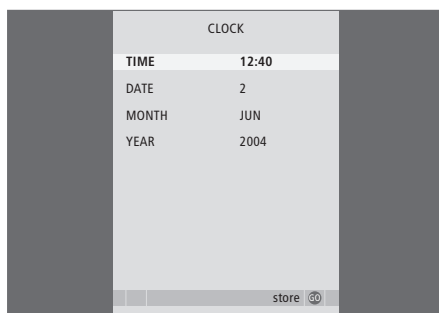 CLOCK
TIME 12:40
DATE 2
MONTH JUN
YEAR 2004
store GO